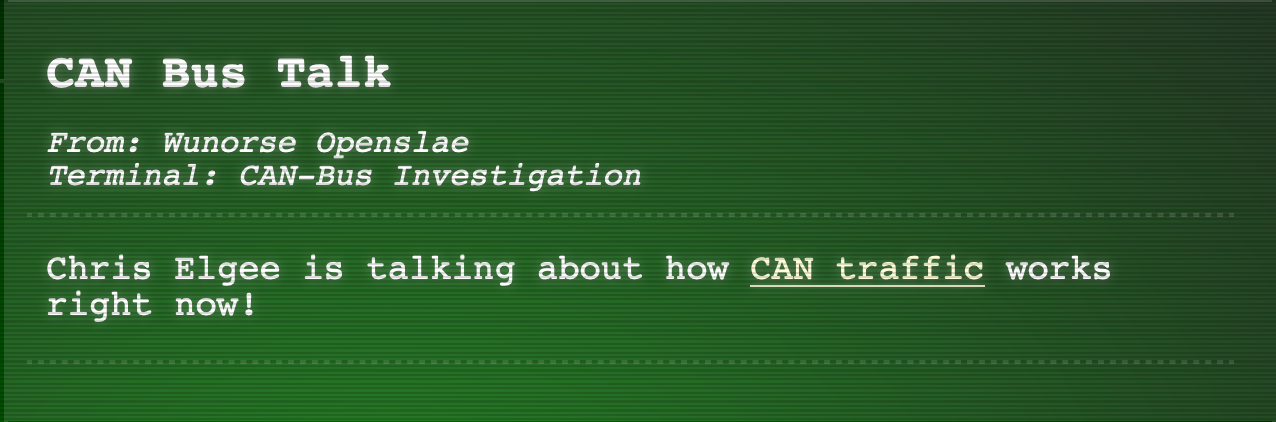 CAN Bus Talk
From: Wunorse Openslae
Terminal: CAN-Bus Investigation
Chris Elgee is talking about how CAN traffic works
right now!